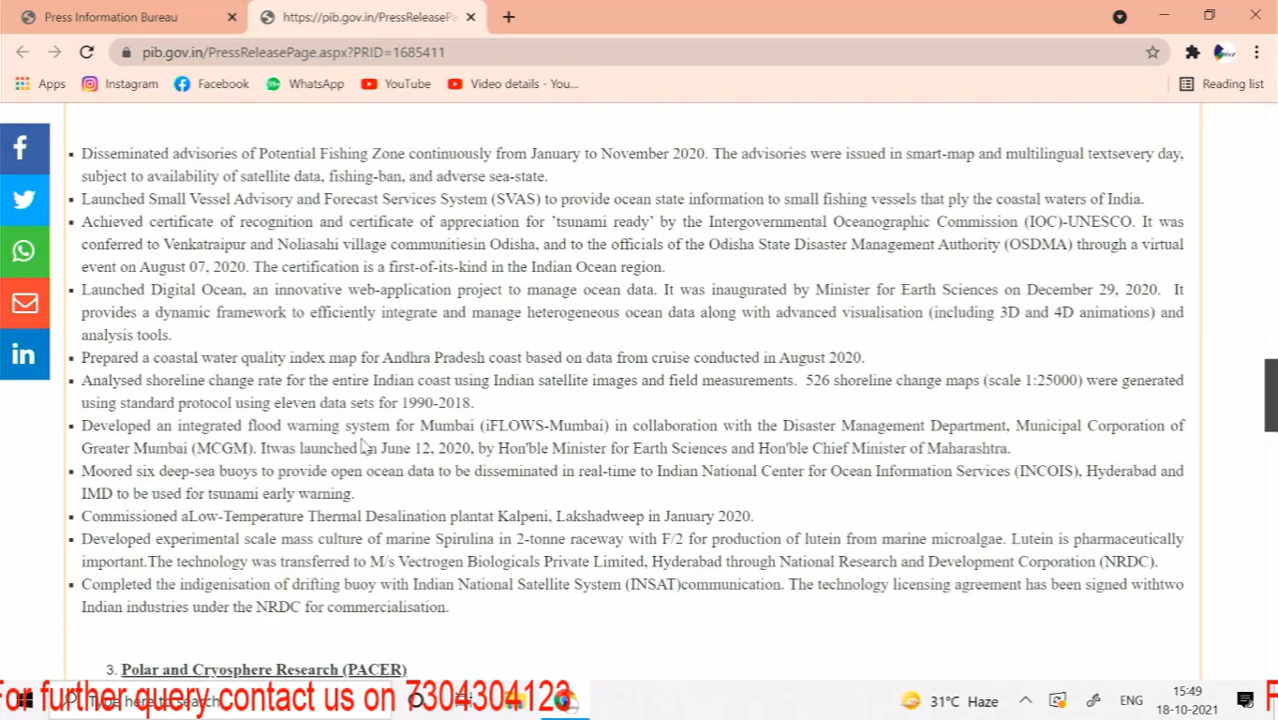 Press Information Bureau
https://pib.gov.in/PressReleasePa
pib.gov.in/PressReleasePage.aspx?PRID=1685411
Apps Instagram Facebook WhatsApp YouTube Video details - You... Reading list
Disseminated advisories of Potential Fishing Zone continuously from January to November 2020. The advisories were issued in smart-map and multilingual textsevery day,
subject to availability of satellite data, fishing-ban, and adverse sea-state.
Launched Small Vessel Advisory and Forecast Services System (SVAS) to provide ocean state information to small fishing vessels that ply the coastal waters of India.
Achieved certificate of recognition and certificate of appreciation for `tsunami ready' by the Intergovernmental Oceanographic Commission (IOC)-UNESCO. It was
conferred to Venkatraipur and Noliasahi village communitiesin Odisha, and to the officials of the Odisha State Disaster Management Authority (OSDMA) through a virtual
event on August 07, 2020. The certification is a first-of-its-kind in the Indian Ocean region.
Launched Digital Ocean, an innovative web-application project to manage ocean data. It was inaugurated by Minister for Earth Sciences on December 29, 2020. It
provides a dynamic framework to efficiently integrate and manage heterogeneous ocean data along with advanced visualisation (including 3D and 4D animations) and
analysis tools.
Prepared a coastal water quality index map for Andhra Pradesh coast based on data from cruise conducted in August 2020.
Analysed shoreline change rate for the entire Indian coast using Indian satellite images and field measurements. 526 shoreline change maps (scale 1:25000) were generated
using standard protocol using eleven data sets for 1990-2018.
Developed an integrated flood warning system for Mumbai (iFLOWS-Mumbai) in collaboration with the Disaster Management Department, Municipal Corporation of
Greater Mumbai (MCGM). Itwas launched on June 12, 2020, by Hon'ble Minister for Earth Sciences and Hon'ble Chief Minister of Maharashtra.
Moored six deep-sea buoys to provide open ocean data to be disseminated in real-time to Indian National Center for Ocean Information Services (INCOIS), Hyderabad and
IMD to be used for tsunami early warning.
Commissioned aLow-Temperature Thermal Desalination plantat Kalpeni, Lakshadweep in January 2020.
Developed experimental scale mass culture of marine Spirulina in 2-tonne raceway with F/2 for production of lutein from marine microalgae. Lutein is pharmaceutically
important.The technology was transferred to M/s Vectrogen Biologicals Private Limited, Hyderabad through National Research and Development Corporation (NRDC).
Completed the indigenisation of drifting buoy with Indian National Satellite System (INSAT)communication. The technology licensing agreement has been signed withtwo
Indian industries under the NRDC for commercialisation.
3. Polar and Cryosphere Research (PACER)
For further query contact us on 7304304123
Type here to search
31°C Haze
ENG
15:49
18-10-2021